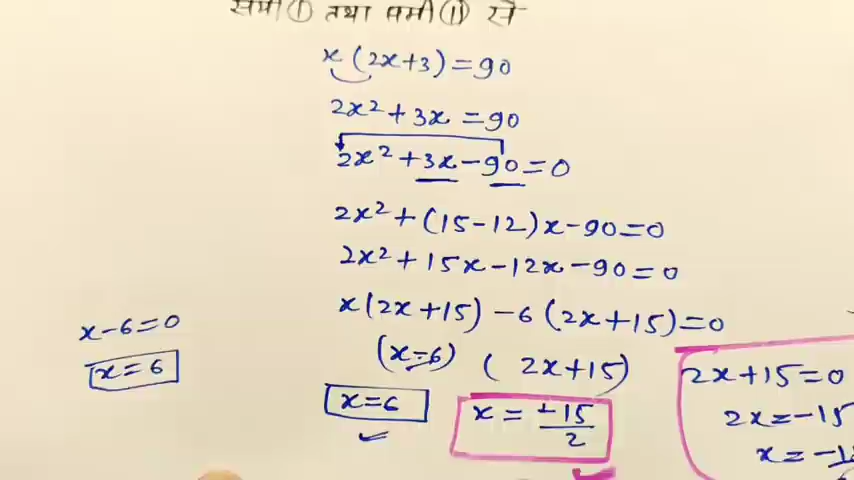 समी① तथा समी⑪ से
x(2x+3)=90
2x²+3x=90
2x²+3x-90=0
2x²+(15-12)x-90=0
2x²+15x-12x-90=0
x(2x+15)-6(2x+15)=0
(x=6) (2x+15)
x=6
x=+-15/2
x-6=0
x=6
2x+15=0
2x=-15